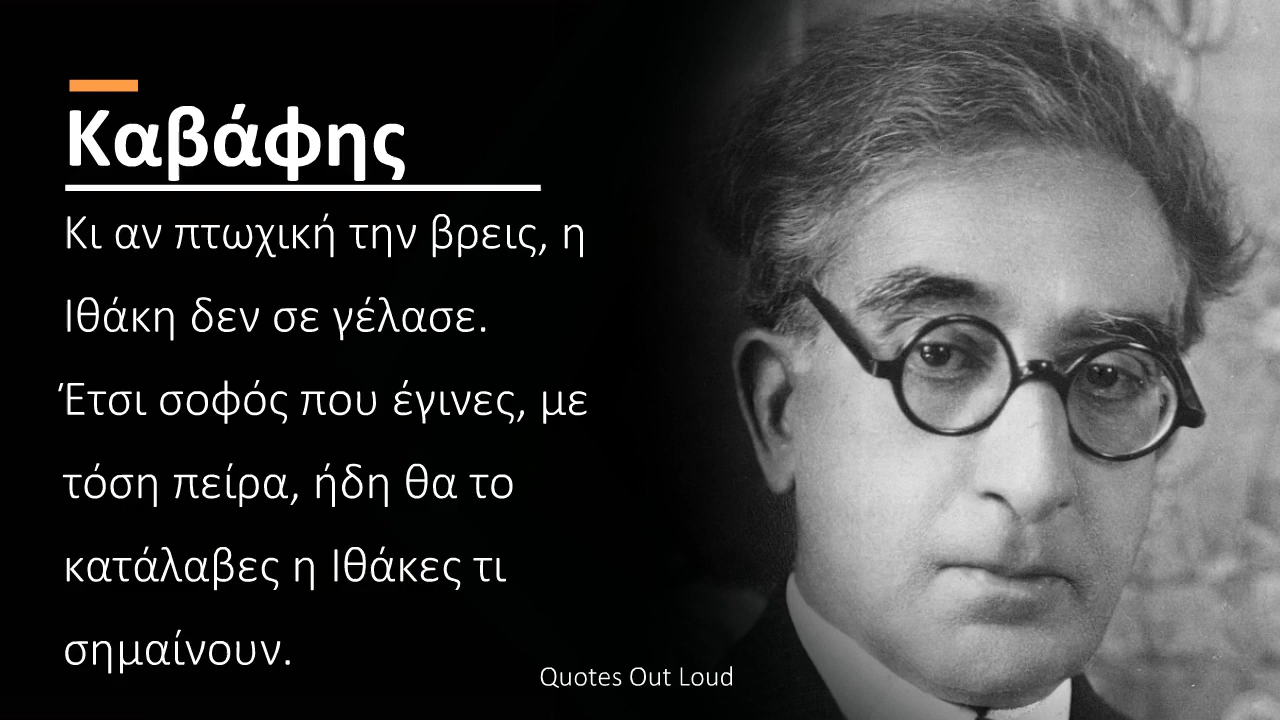 Καβάφης
Κι αν πτωχική την βρεις, η
Ιθάκη δεν σε γέλασε.
Έτσι σοφός που έγινες, με
τόση πείρα, ήδη θα το
κατάλαβες η Ιθάκες τι
σημαίνουν.
Quotes Out Loud